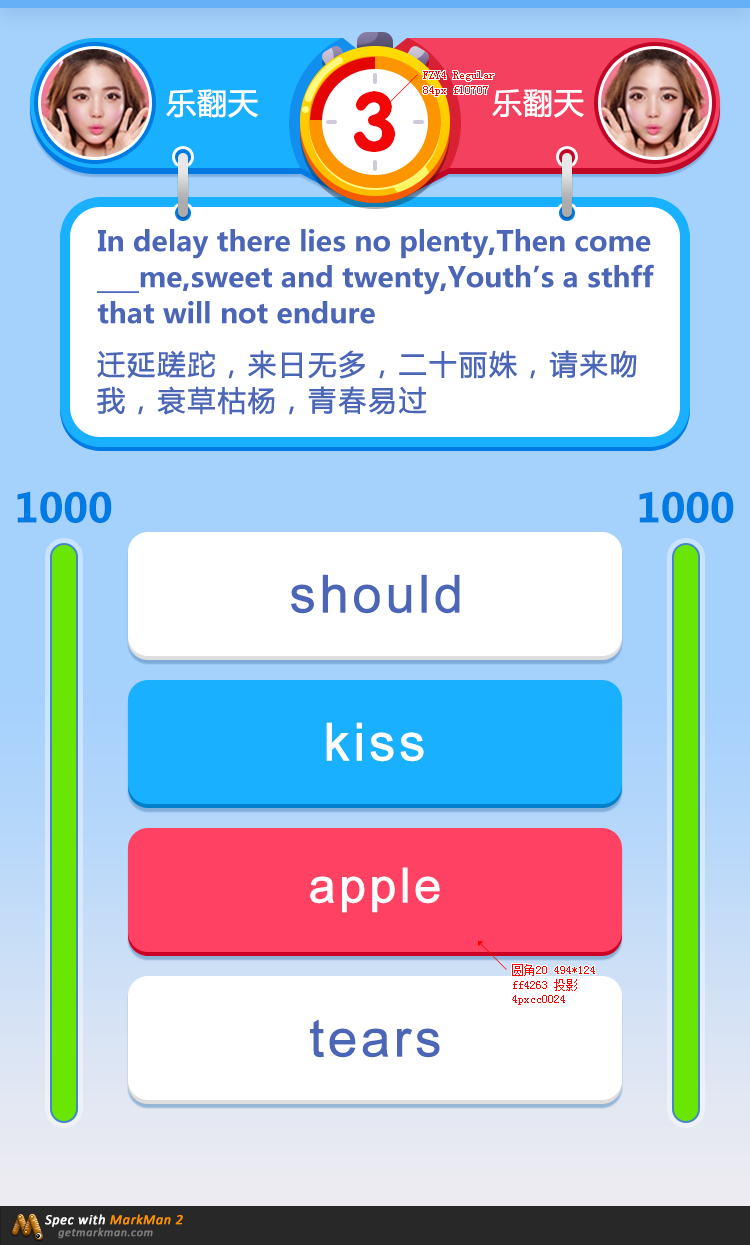 乐翻天
3
FZY4 Regular
84px f10707
乐翻天
In delay there lies no plenty,Then come
___me,sweet and twenty,Youth’s a sthff
that will not endure
迁延蹉跎，来日无多，二十丽姝，请来吻
我，衰草枯杨，青春易过
1000
1000
should
kiss
apple
圆角20 494*124
ff4263 投影
4pxcc0024
tears
Spec with MarkMan 2
getmarkman.com